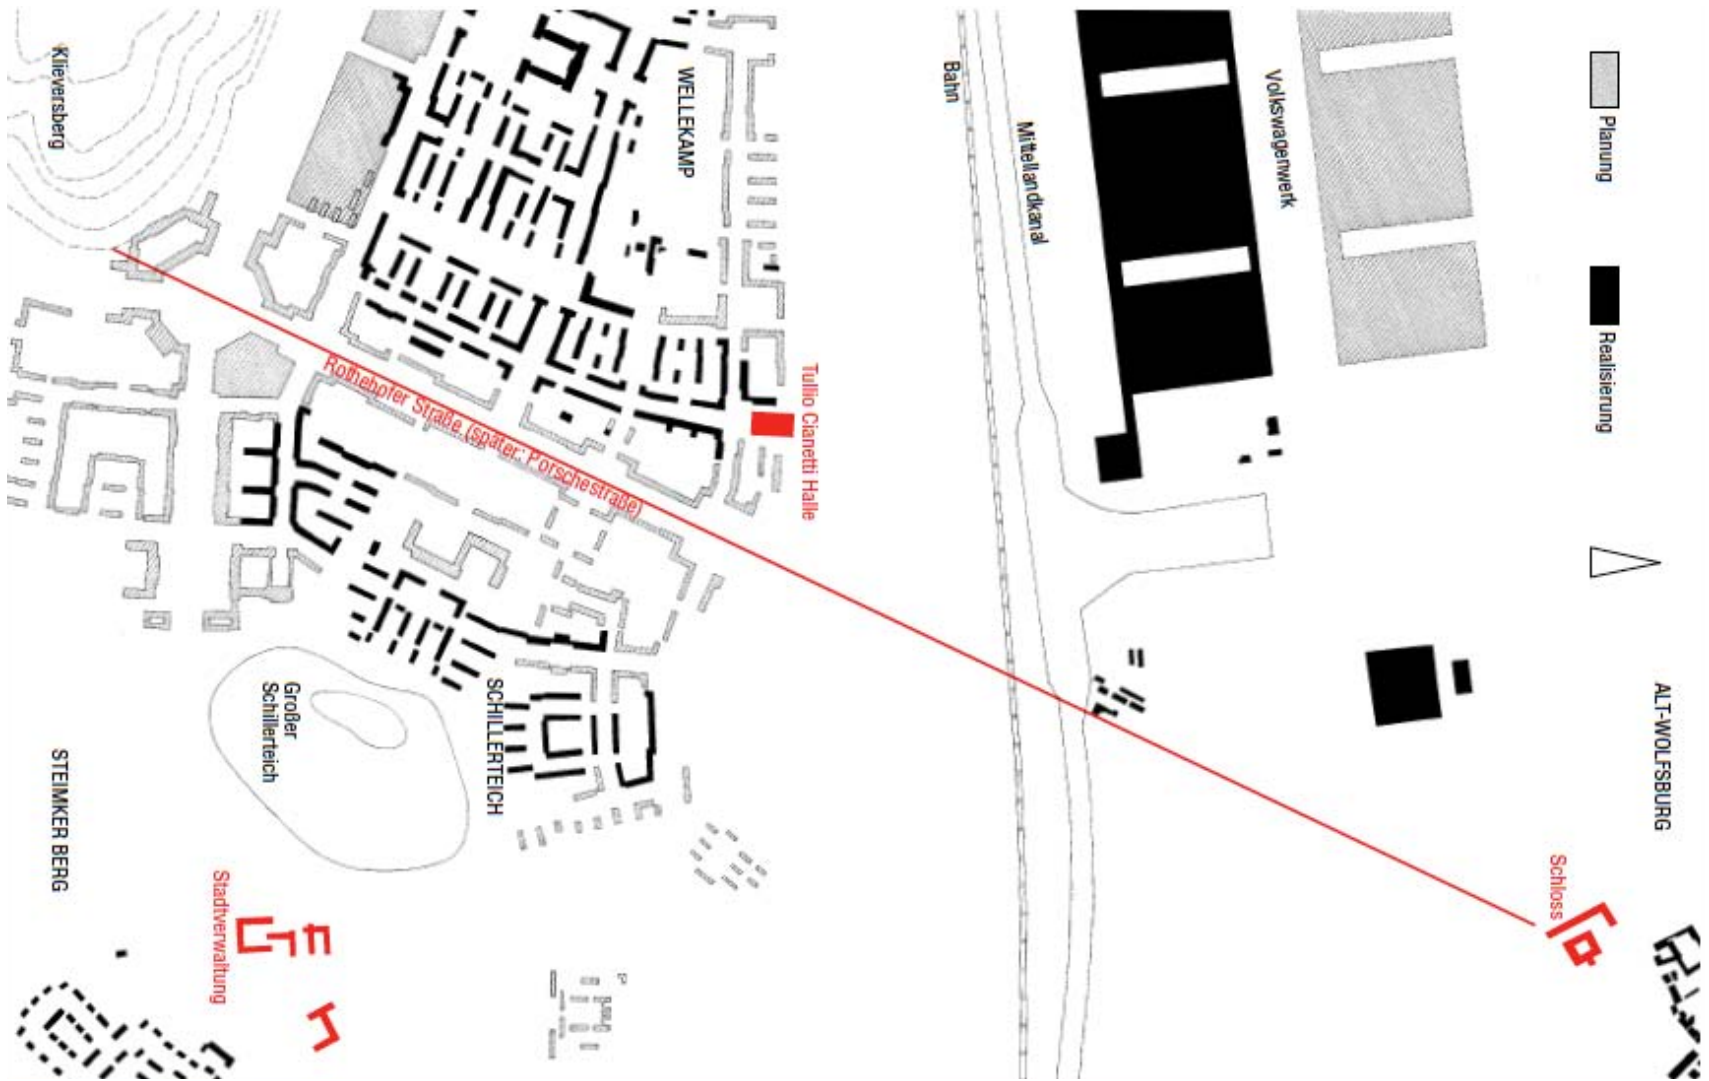 Klieversberg
WELLEKAMP
Bahn
Mittellandkanal
Volkswagenwerk
Planung
Realisierung
Tullio Cianetti Halle
Rothehofer Straße (später: Porschestraße)
ALT-WOLFSBURG
Schloss
SCHILLERTEICH
Großer
Schillerteich
STEIMKER BERG
Stadtverwaltung